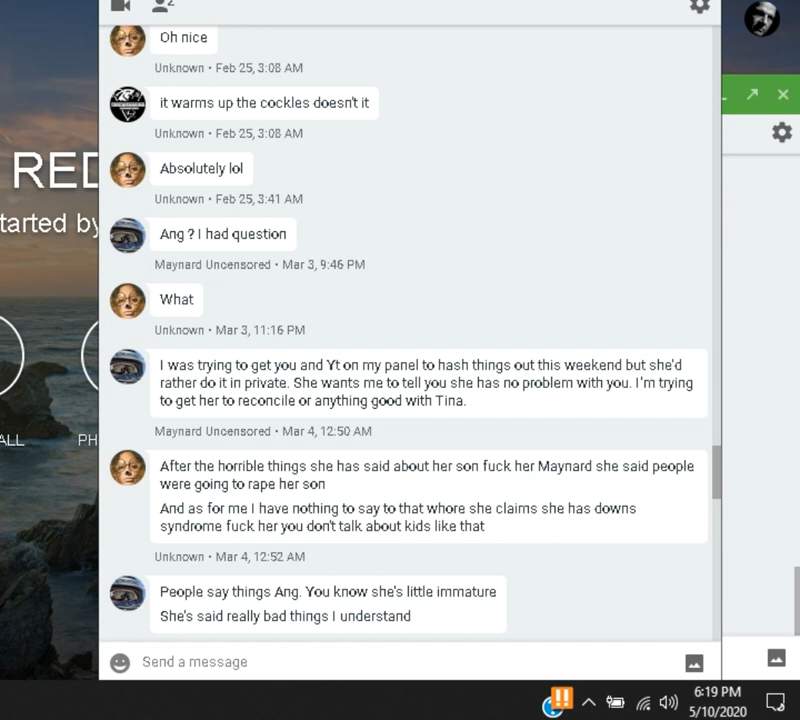 2
Oh nice
Unknown • Feb 25, 3:08 AM
it warms up the cockles doesn't it
Unknown • Feb 25, 3:08 AM
RED
Absolutely lol
Unknown • Feb 25, 3:41 AM
tarted by
Ang ? I had question
Maynard Uncensored • Mar 3, 9:46 PM
What
Unknown • Mar 3, 11:16 PM
I was trying to get you and Yt on my panel to hash things out this weekend but she'd
rather do it in private. She wants me to tell you she has no problem with you. I'm trying
to get her to reconcile or anything good with Tina.
Maynard Uncensored • Mar 4, 12:50 AM
ALL
PH
After the horrible things she has said about her son fuck her Maynard she said people
were going to rape her son
And as for me I have nothing to say to that whore she claims she has downs
syndrome fuck her you don't talk about kids like that
Unknown • Mar 4, 12:52 AM
People say things Ang. You know she's little immature
She's said really bad things I understand
Send a message
6:19 PM
5/10/2020